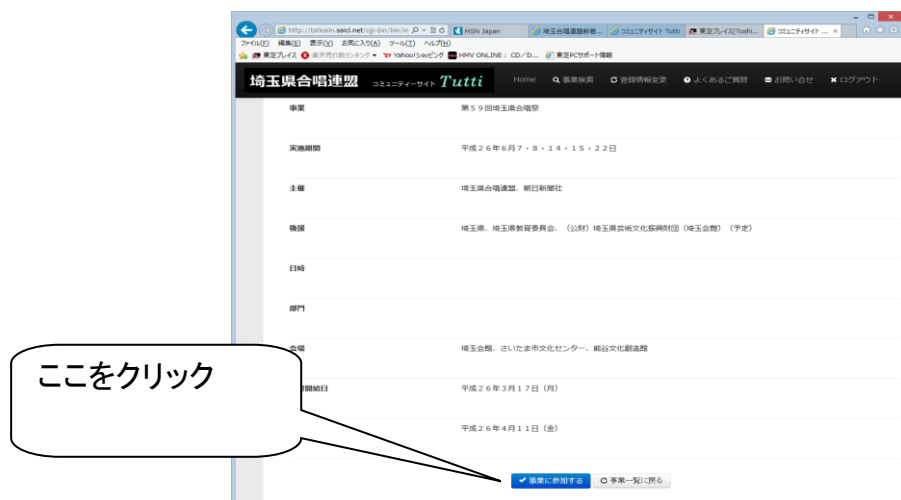 http://tsitkaiin.saicl.net/cgi-bin/bin/in
MSN Japan
埼玉合唱連盟新着...
コミュニティサイト Tutti
東芝プレイス(Toshi...
コミュニティサイト ...
ファイル(F) 編集(E) 表示(V) お気に入り(A) ツール(T) ヘルプ(H)
東芝プレイス 楽天売れ筋ランキング Yahoo!ショッピング HMV ONLINE： CD／D... 東芝PCサポート情報
埼玉県合唱連盟 コミュニティーサイト Tutti Home 事業検索 登録情報変更 よくあるご質問 お問い合せ ログアウト
事業 第５９回埼玉県合唱祭
実施期間 平成２６年６月７・８・１４・１５・２２日
主催 埼玉県合唱連盟、朝日新聞社
後援 埼玉県、埼玉県教育委員会、（公財）埼玉県芸術文化振興財団（埼玉会館）（予定）
日時
部門
会場 埼玉会館、さいたま市文化センター、熊谷文化創造館
ここをクリック
開始日 平成２６年３月１７日（月）
平成２６年４月１１日（金）
事業に参加する 事業一覧に戻る